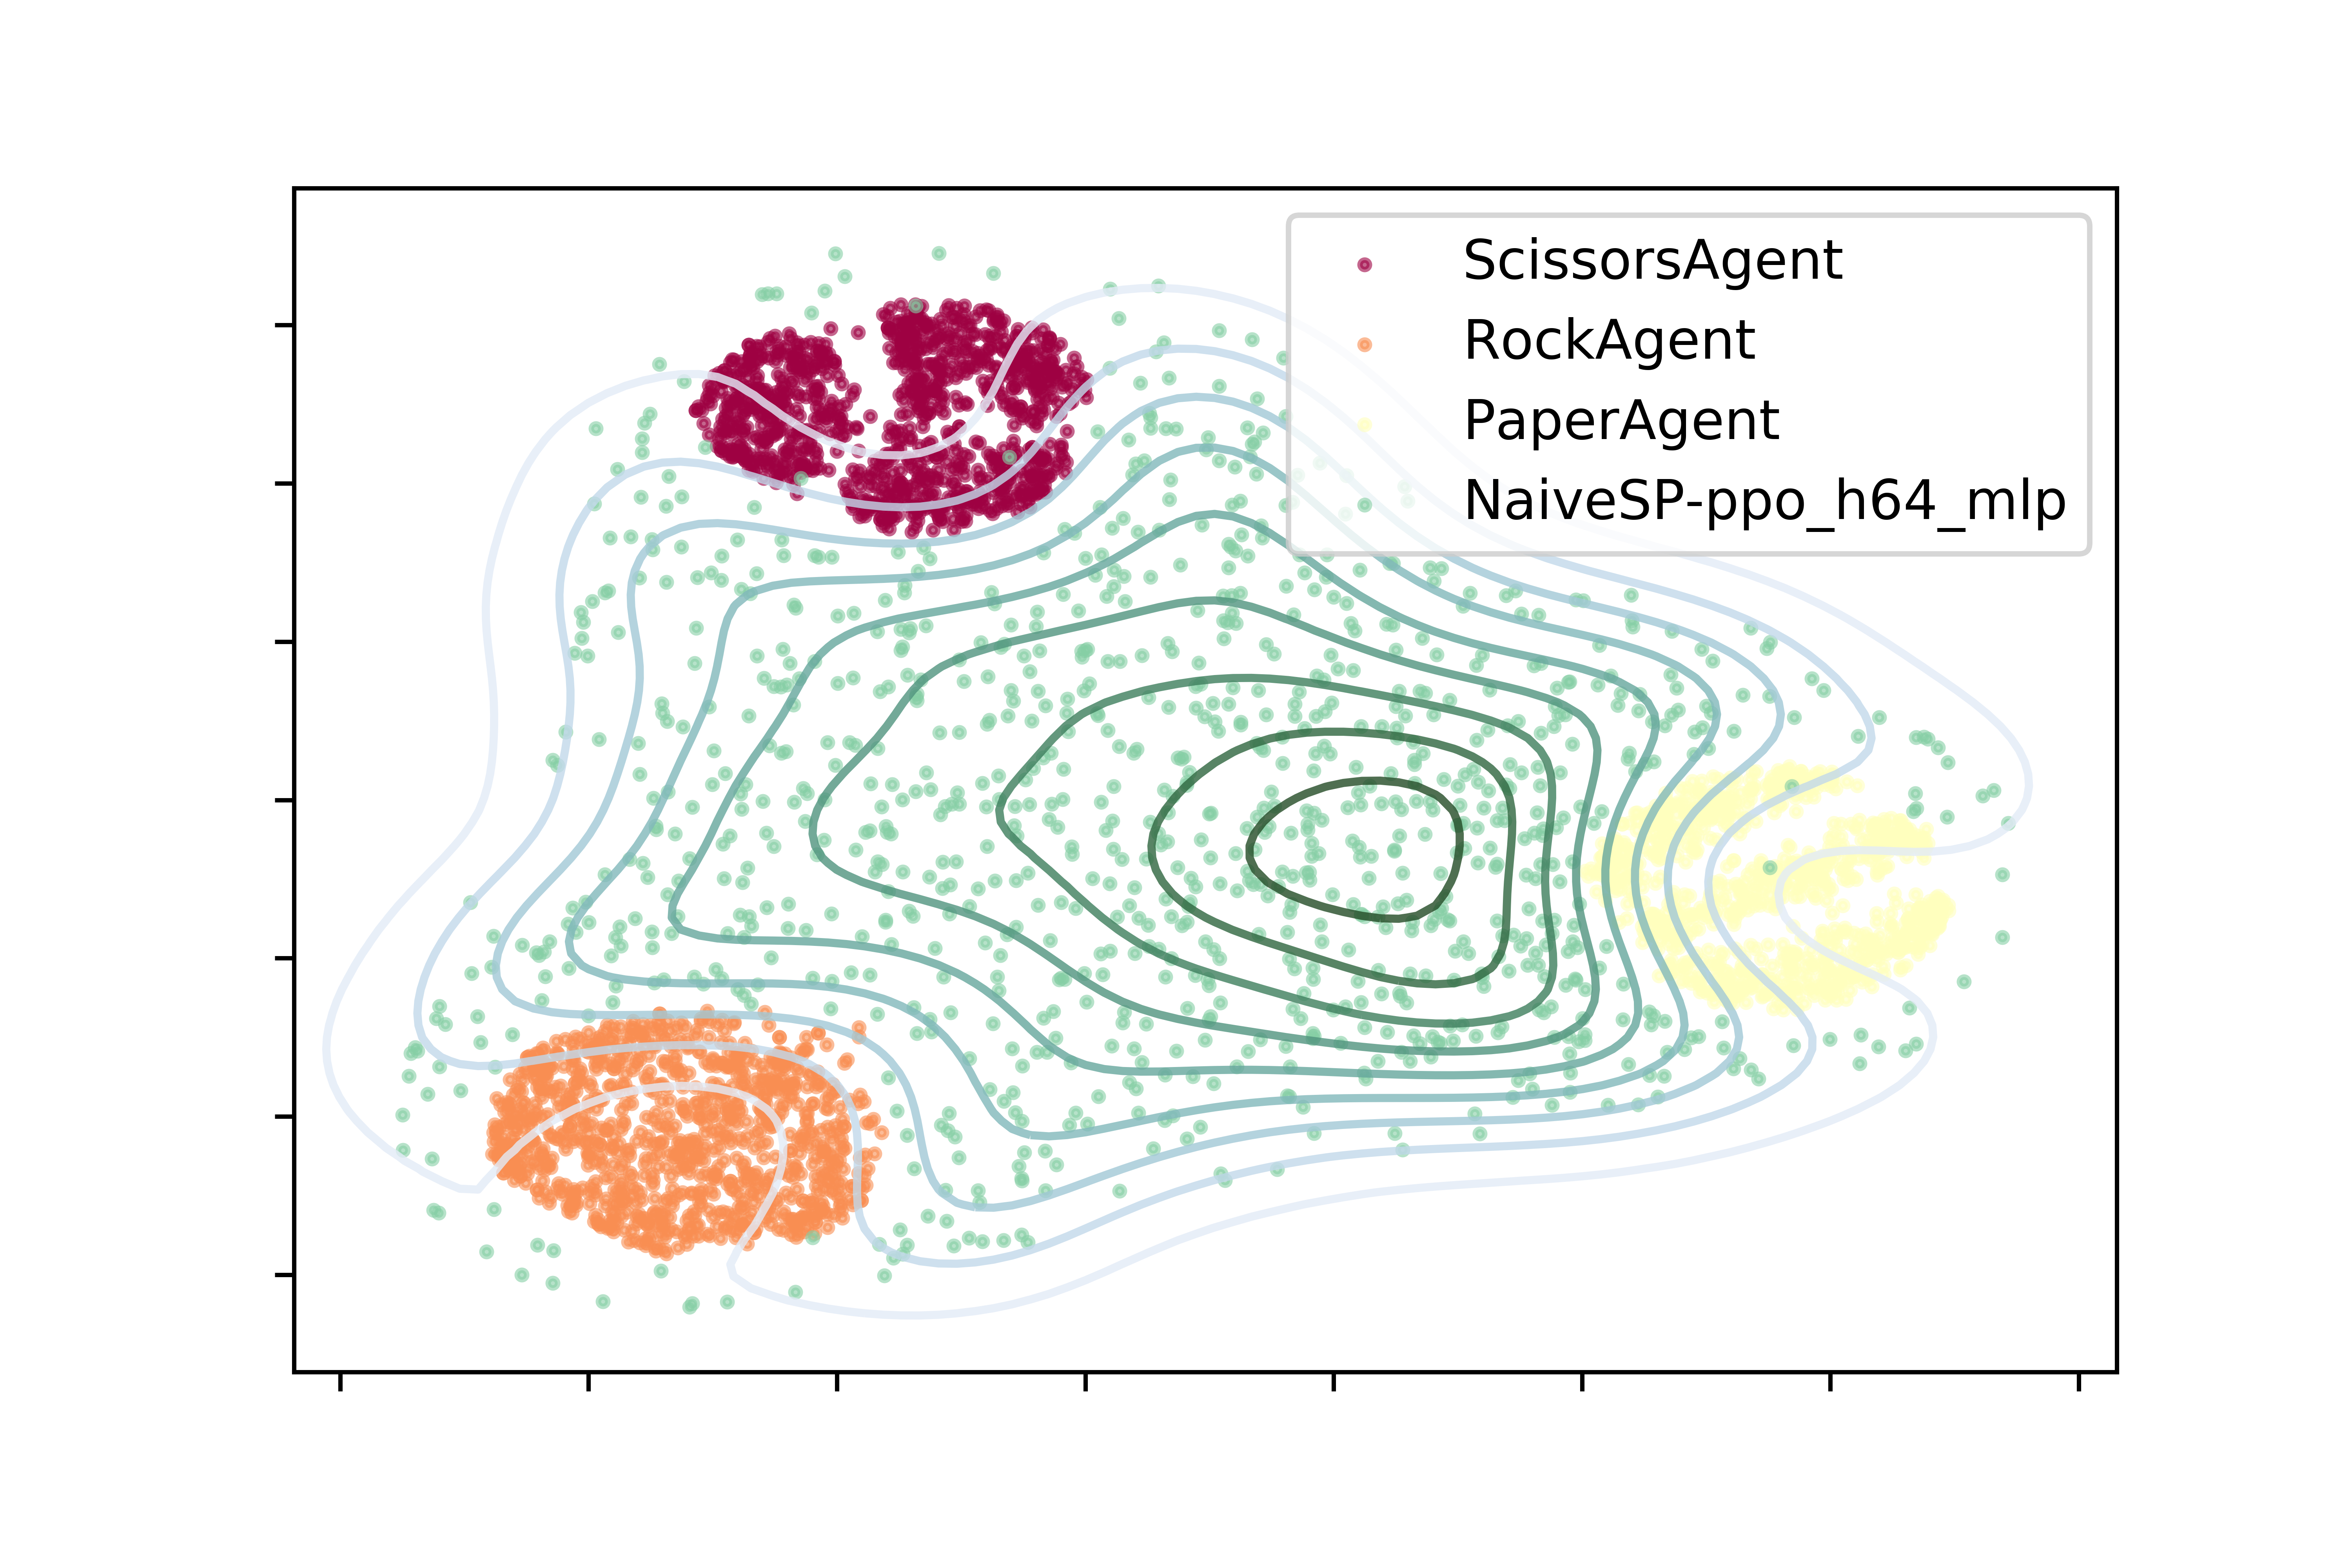 ScissorsAgent
RockAgent
PaperAgent
NaiveSP-ppo_h64_mlp